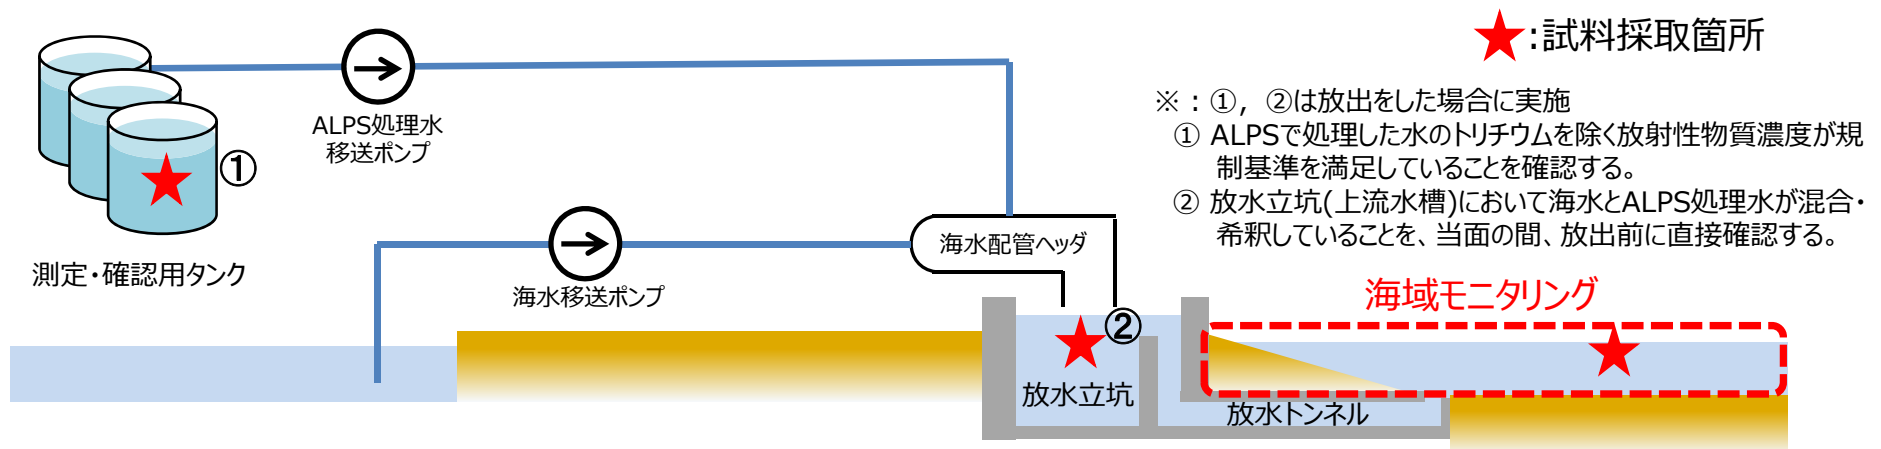 ★:試料採取箇所
※：①，②は放出をした場合に実施
① ALPSで処理した水のトリチウムを除く放射性物質濃度が規
制基準を満足していることを確認する。
② 放水立坑(上流水槽)において海水とALPS処理水が混合・
希釈していることを、当面の間、放出前に直接確認する。
ALPS処理水
移送ポンプ
①
測定・確認用タンク
海水移送ポンプ
海水配管ヘッダ
②
放水立坑
放水トンネル
海域モニタリング